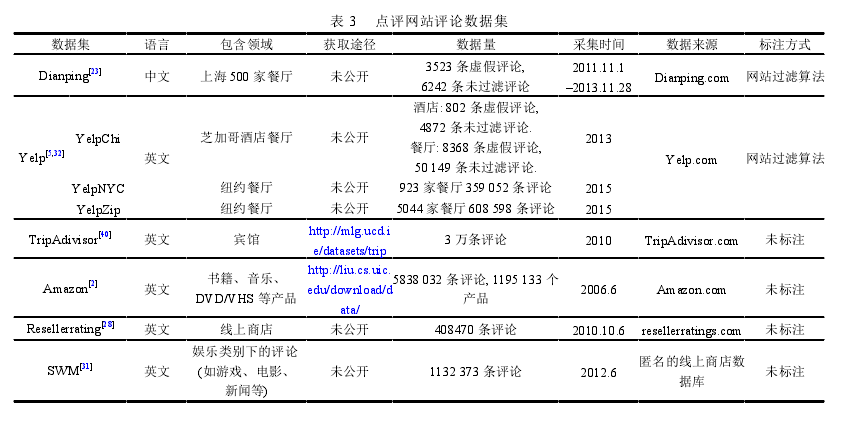 表 3 点评网站评论数据集
数据集 语言 包含领域 获取途径 数据量 采集时间 数据来源 标注方式
Dianping[23] 中文 上海 500 家餐厅 未公开 3523 条虚假评论, 6242 条未过滤评论 2011.11.1 –2013.11.28 Dianping.com 网站过滤算法
Yelp[5,32] 英文 Yelp.com 网站过滤算法
YelpChi 芝加哥酒店餐厅 未公开 酒店: 802 条虚假评论, 4872 条未过滤评论. 餐厅: 8368 条虚假评论, 50 149 条未过滤评论. 2013
YelpNYC 纽约餐厅 未公开 923 家餐厅 359 052 条评论 2015
YelpZip 纽约餐厅 未公开 5044 家餐厅 608 598 条评论 2015
TripAdivisor[40] 英文 宾馆 http://mlg.ucd.i e/datasets/trip 3 万条评论 2010 TripAdivisor.com 未标注
Amazon[2] 英文 书籍、音乐、 DVD/VHS 等产品 http://liu.cs.uic. edu/download/d ata/ 5838 032 条评论, 1195 133 个 产品 2006.6 Amazon.com 未标注
Resellerrating[28] 英文 线上商店 未公开 408470 条评论 2010.10.6 resellerratings.com 未标注
SWM[31] 英文 娱乐类别下的评论 (如游戏、电影、 新闻等) 未公开 1132 373 条评论 2012.6 匿名的线上商店数 据库 未标注